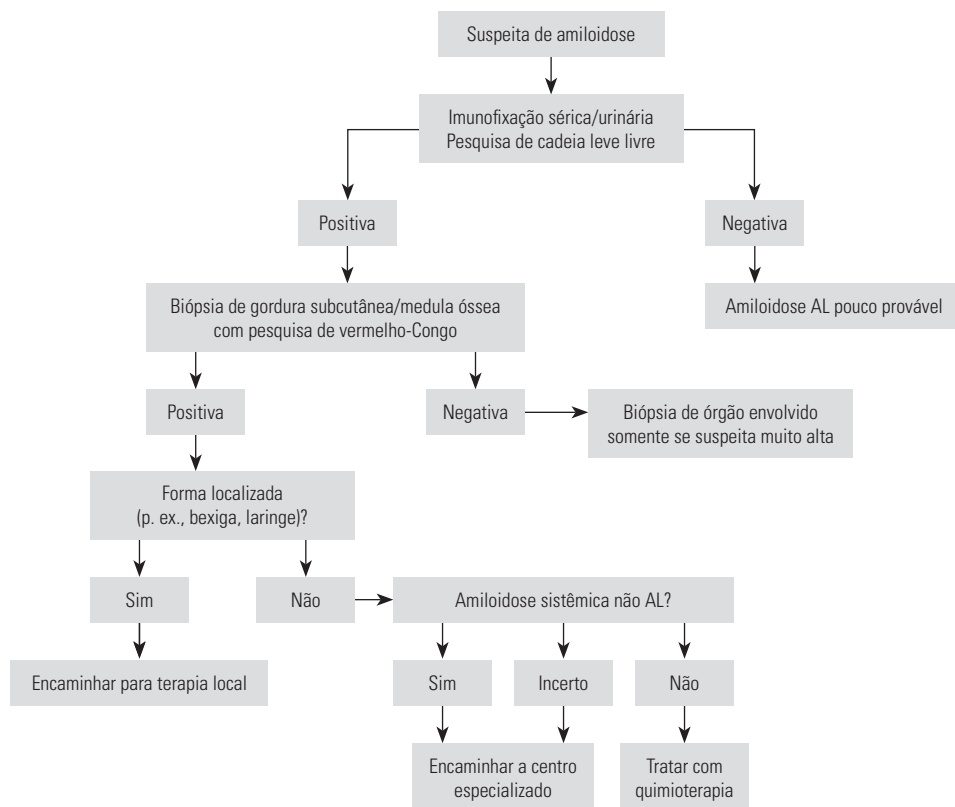 Suspeita de amiloidose
Imunofixação sérica/urinária
Pesquisa de cadeia leve livre
Positiva
Negativa
Biópsia de gordura subcutânea/medula óssea
com pesquisa de vermelho-Congo
Amiloidose AL pouco provável
Positiva
Negativa
Biópsia de órgão envolvido
somente se suspeita muito alta
Forma localizada
(p. ex., bexiga, laringe)?
Sim
Não
Amiloidose sistêmica não AL?
Encaminhar para terapia local
Sim
Incerto
Não
Encaminhar a centro
especializado
Tratar com
quimioterapia